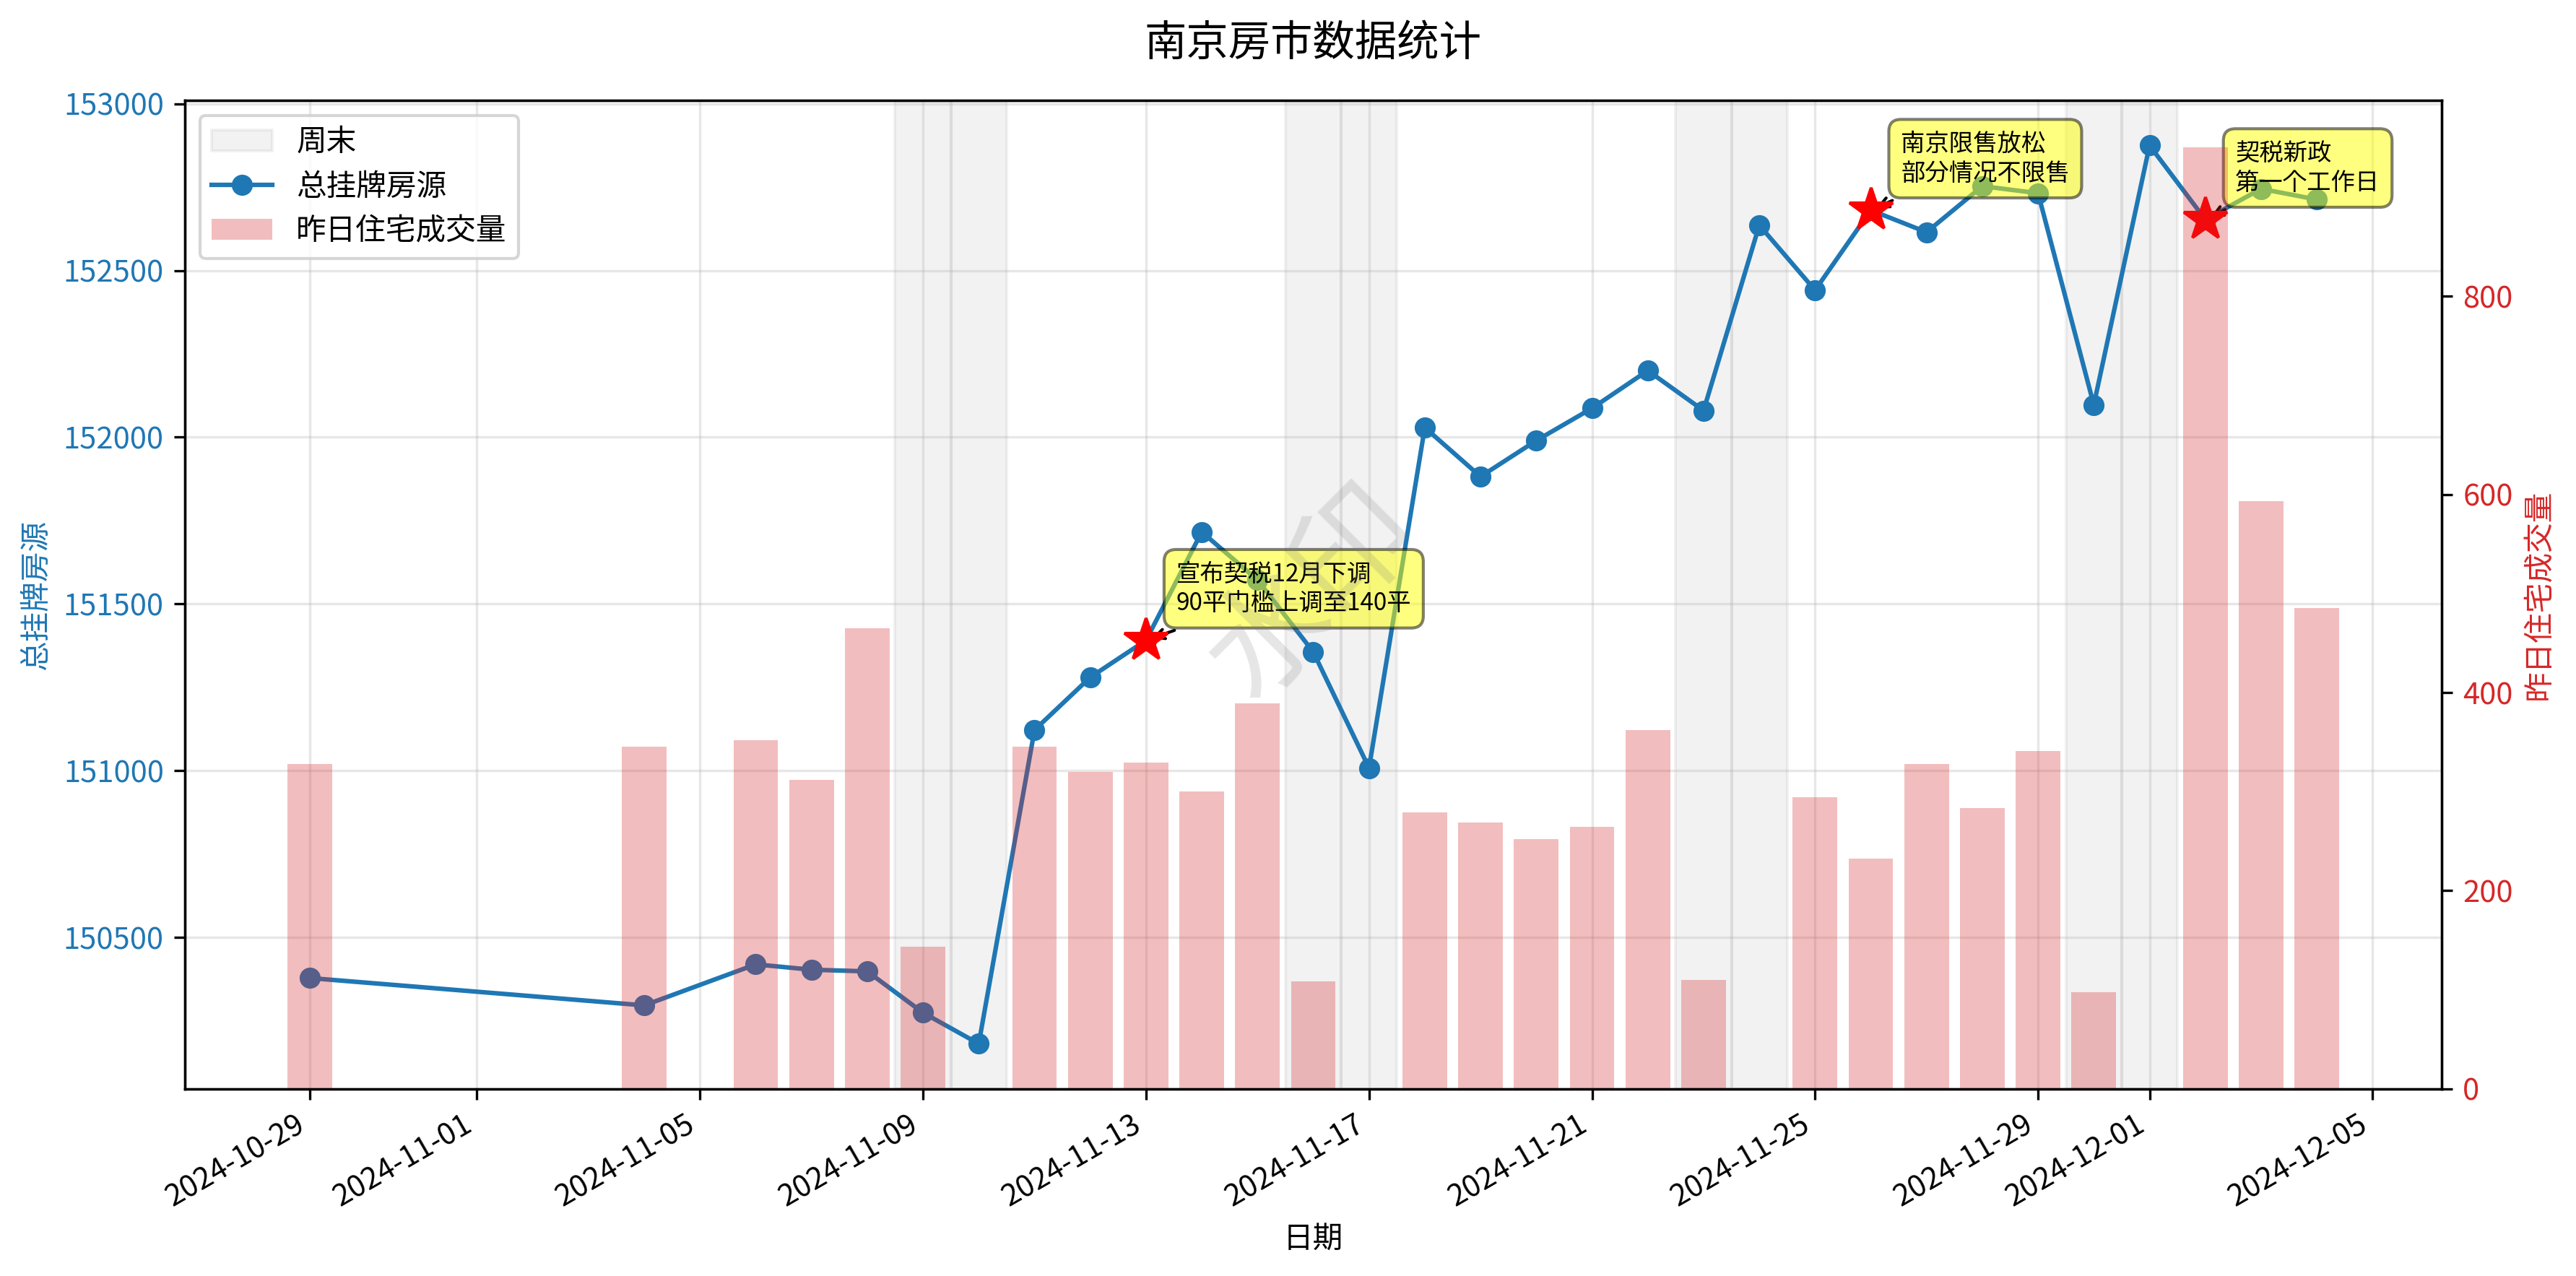 南京房市数据统计
153000
152500
152000
151500
151000
150500
总挂牌房源
周末
总挂牌房源
昨日住宅成交量
南京限售放松
部分情况不限售
契税新政
第一个工作日
宣布契税12月下调
90平门槛上调至140平
水印
800
600
400
200
0
昨日住宅成交量
2024-10-29
2024-11-01
2024-11-05
2024-11-09
2024-11-13
2024-11-17
2024-11-21
2024-11-25
2024-11-29
2024-12-01
2024-12-05
日期